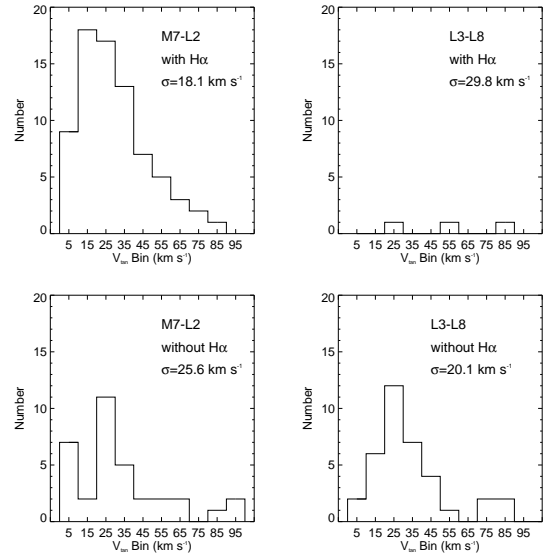 20
15
10
5
0
Number
M7-L2
with Hα
σ=18.1 km s⁻¹
5 15 25 35 45 55 65 75 85 95
Vtan Bin (km s⁻¹)
20
15
10
5
0
Number
L3-L8
with Hα
σ=29.8 km s⁻¹
5 15 25 35 45 55 65 75 85 95
Vtan Bin (km s⁻¹)
20
15
10
5
0
Number
M7-L2
without Hα
σ=25.6 km s⁻¹
5 15 25 35 45 55 65 75 85 95
Vtan Bin (km s⁻¹)
20
15
10
5
0
Number
L3-L8
without Hα
σ=20.1 km s⁻¹
5 15 25 35 45 55 65 75 85 95
Vtan Bin (km s⁻¹)